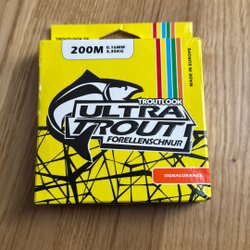 200M
0.16MM
2.85KG
MADE IN EUROPE
TROUTLOOK
ULTRA
TROUT
FORELLENSCHNUR
SIGNALORANGE